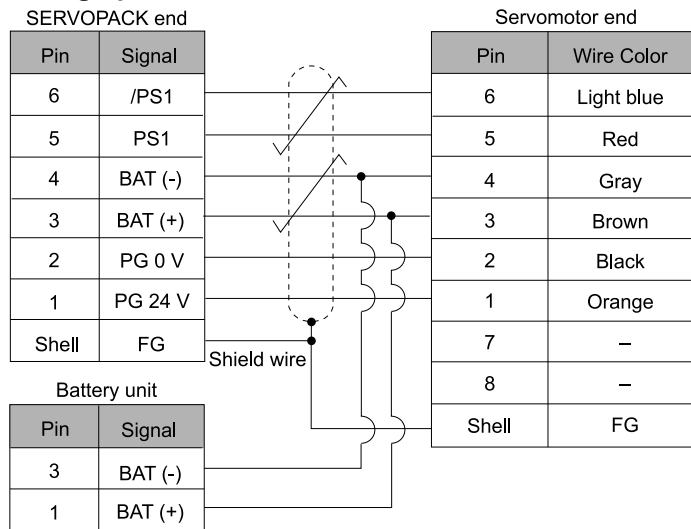 SERVOPACK end
Servomotor end
Pin Signal
Pin Wire Color
6 /PS1
6 Light blue
5 PS1
5 Red
4 BAT (-)
4 Gray
3 BAT (+)
3 Brown
2 PG 0 V
2 Black
1 PG 24 V
1 Orange
Shell FG
7 –
Shield wire
8 –
Shell FG
Battery unit
Pin Signal
3 BAT (-)
1 BAT (+)